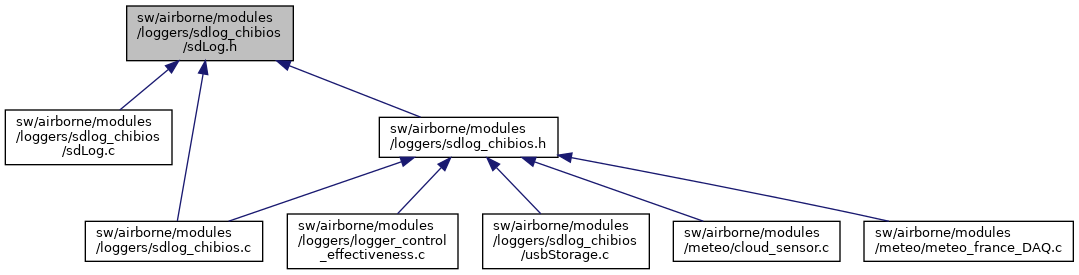 sw/airborne/modules
/loggers/sdlog_chibios
/sdLog.h
sw/airborne/modules
/loggers/sdlog_chibios
/sdLog.c
sw/airborne/modules
/loggers/sdlog_chibios.h
sw/airborne/modules
/loggers/sdlog_chibios.c
sw/airborne/modules
/loggers/logger_control
_effectiveness.c
sw/airborne/modules
/loggers/sdlog_chibios
/usbStorage.c
sw/airborne/modules
/meteo/cloud_sensor.c
sw/airborne/modules
/meteo/meteo_france_DAQ.c